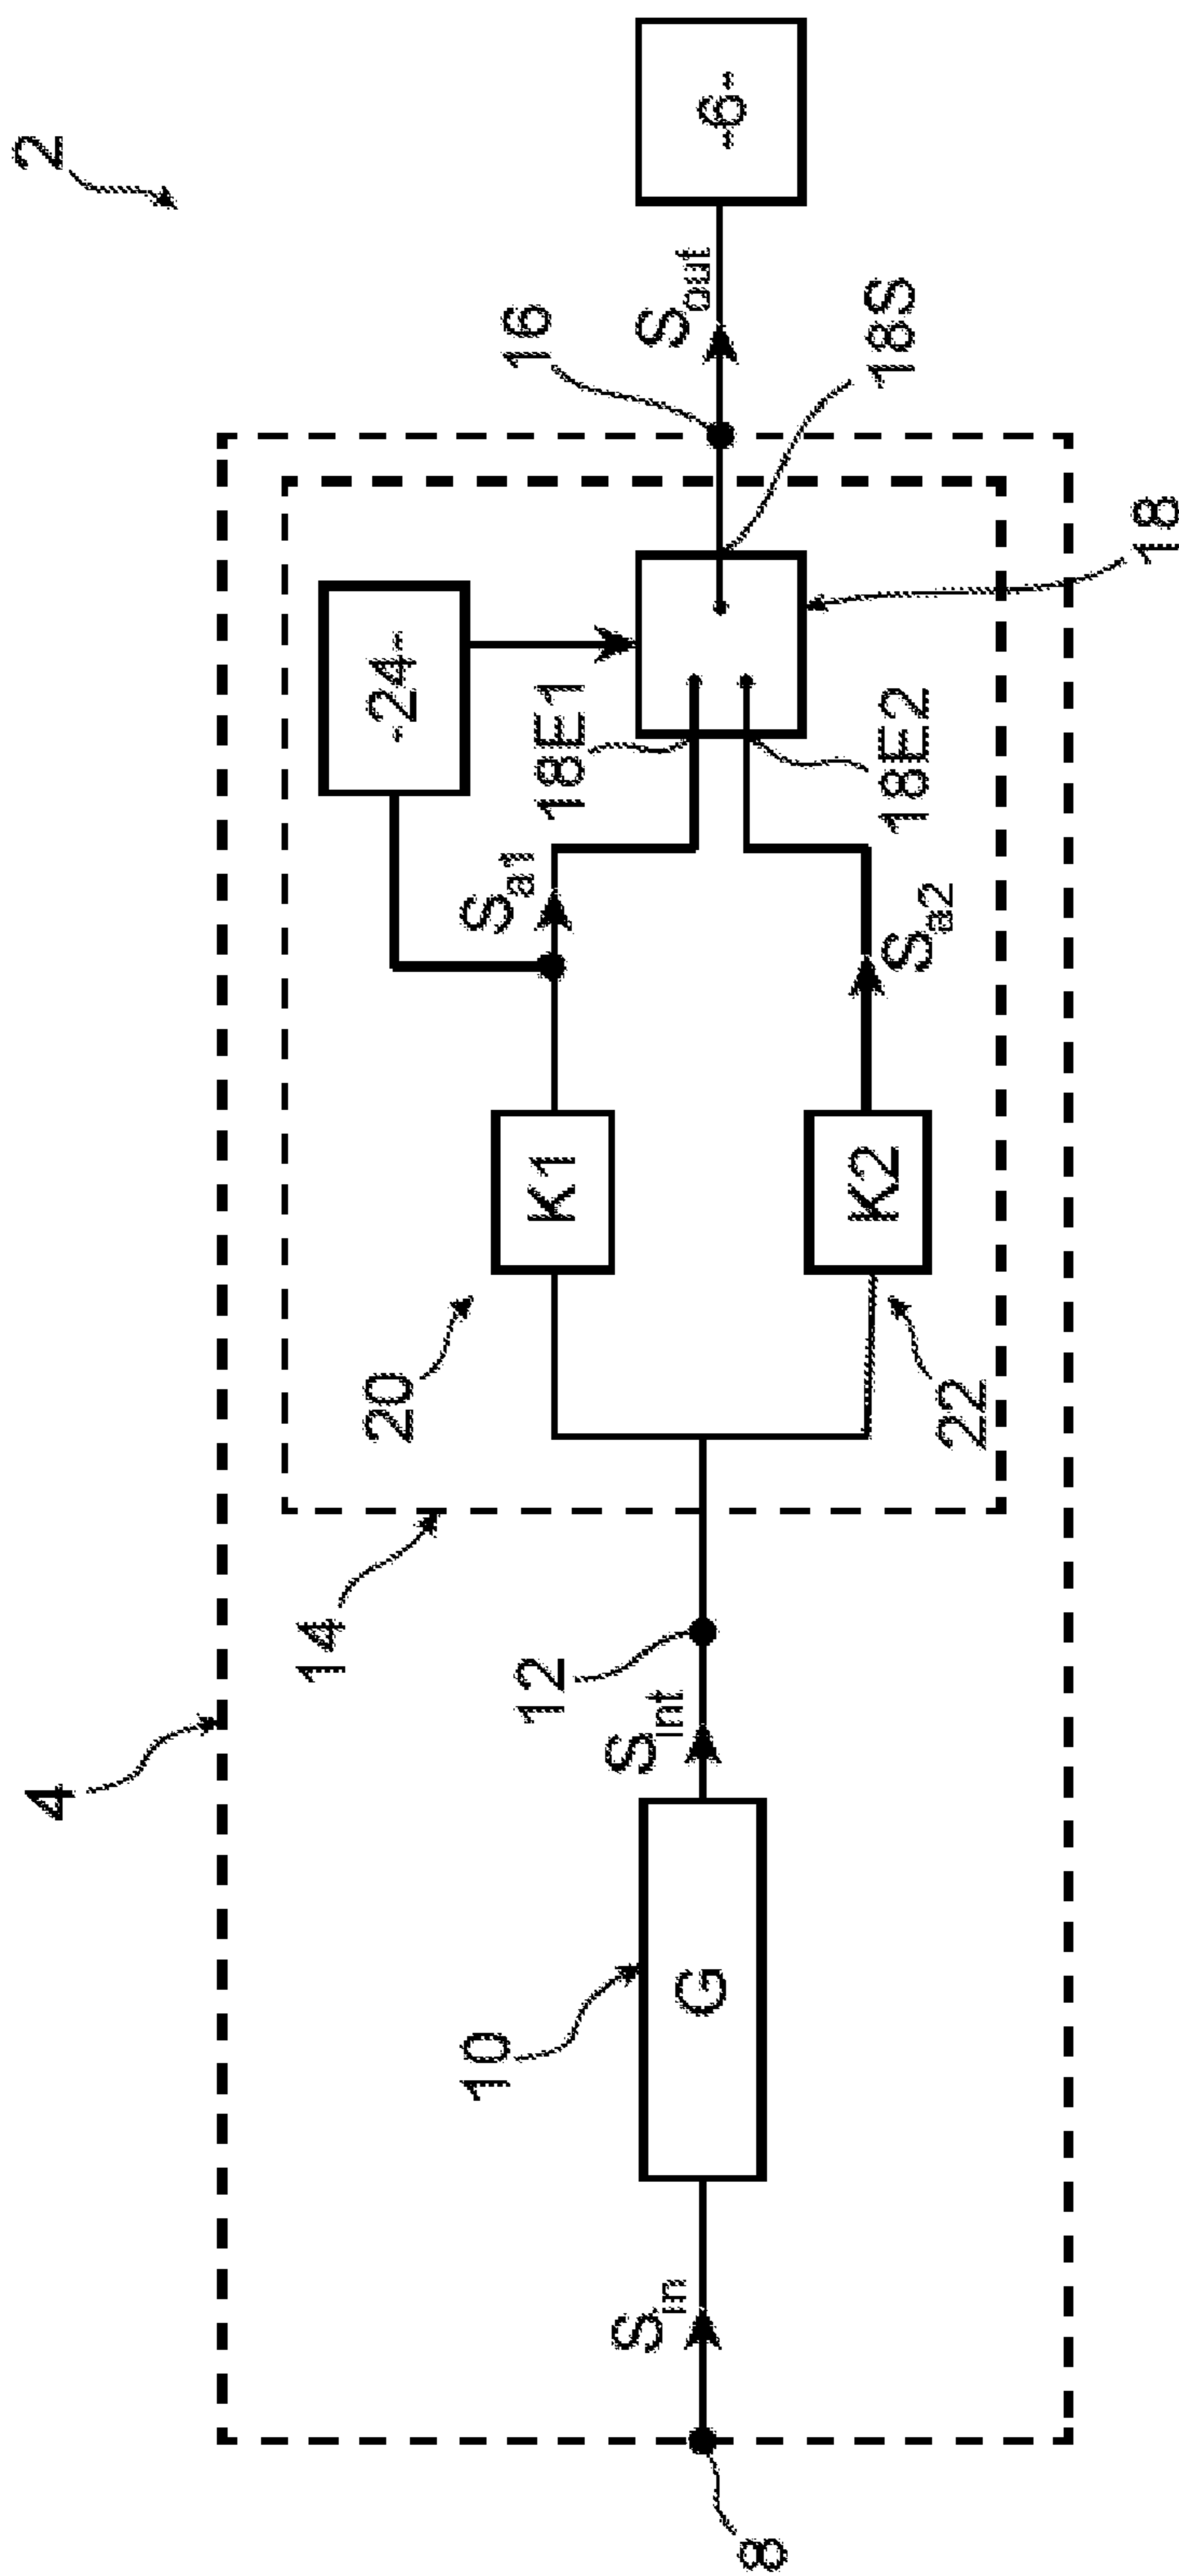 2
4
-6-
16
S_out
18S
18
-24-
18E1
18E2
S_a1
S_a2
K1
K2
20
22
14
12
S_int
10
G
S_in
8